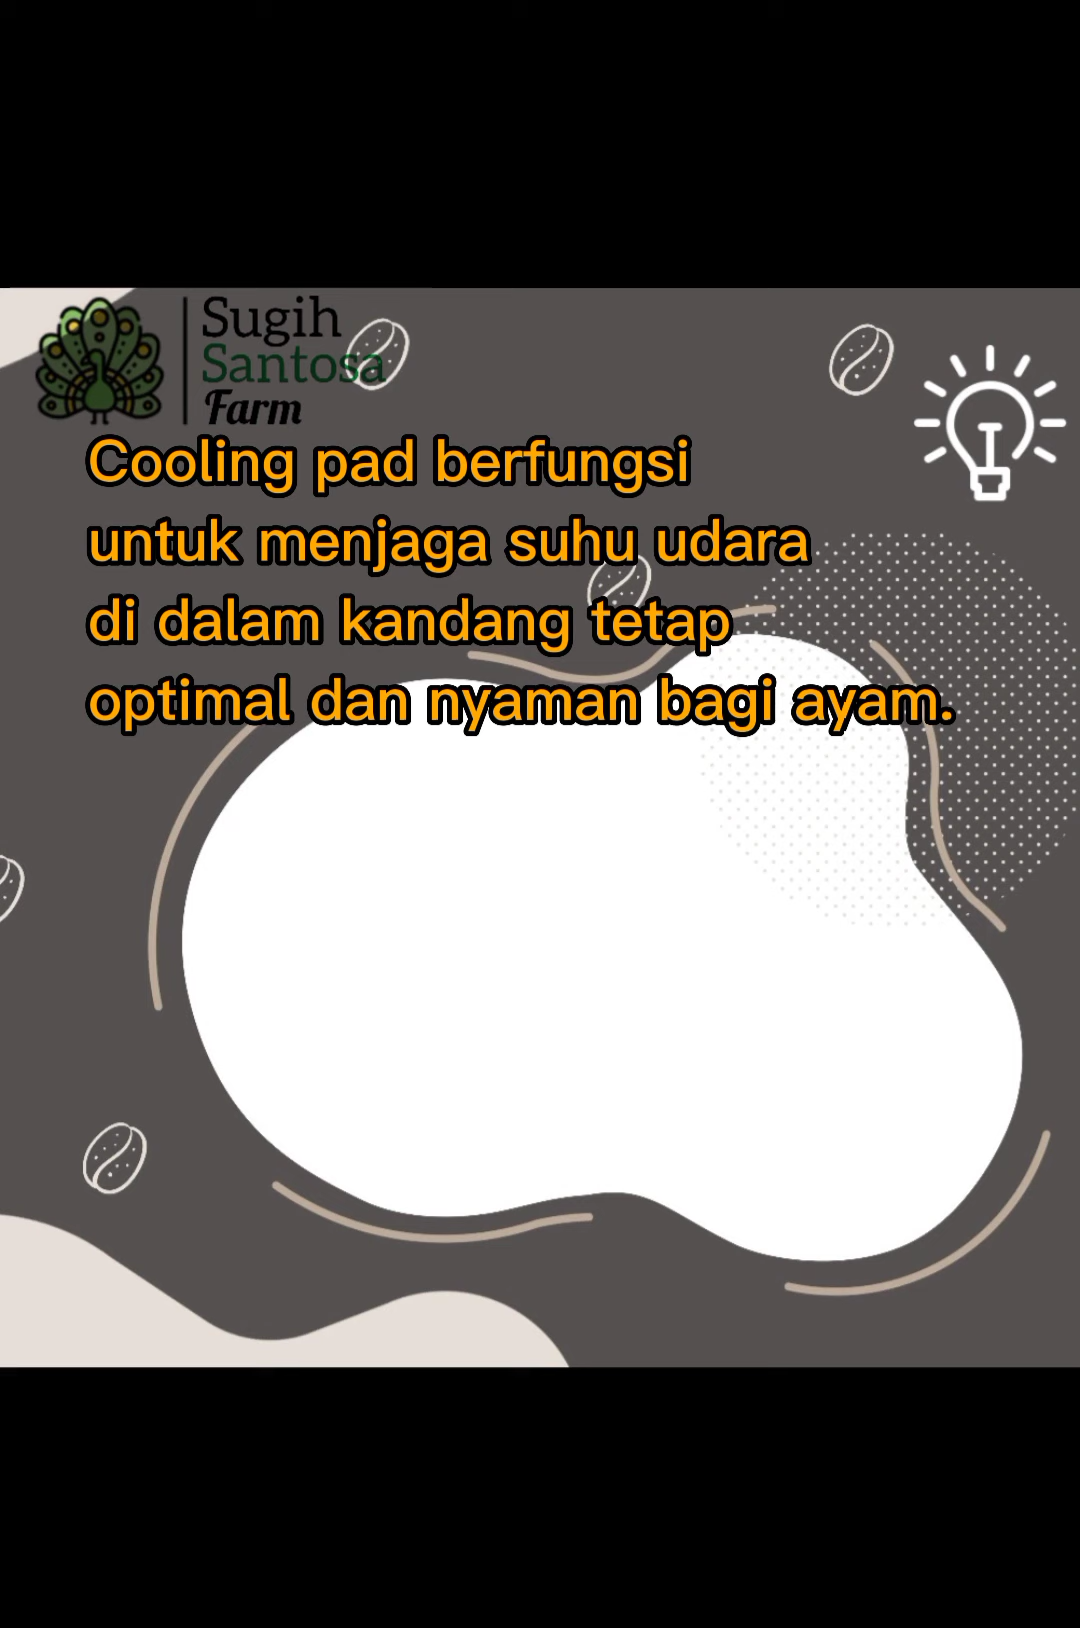 Sugih
Santosa
Farm
Cooling pad berfungsi
untuk menjaga suhu udara
di dalam kandang tetap
optimal dan nyaman bagi ayam.